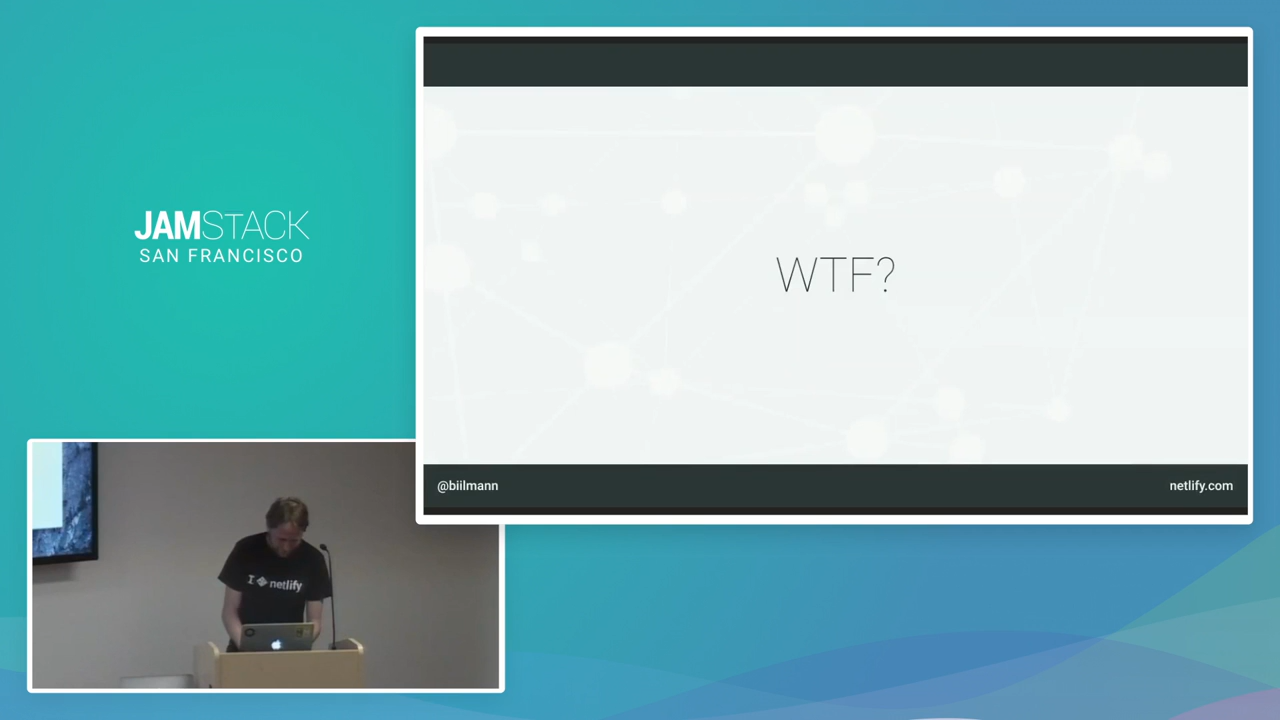 JAMSTACK
SAN FRANCISCO
WTF?
@biilmann
netlify.com
I netlify